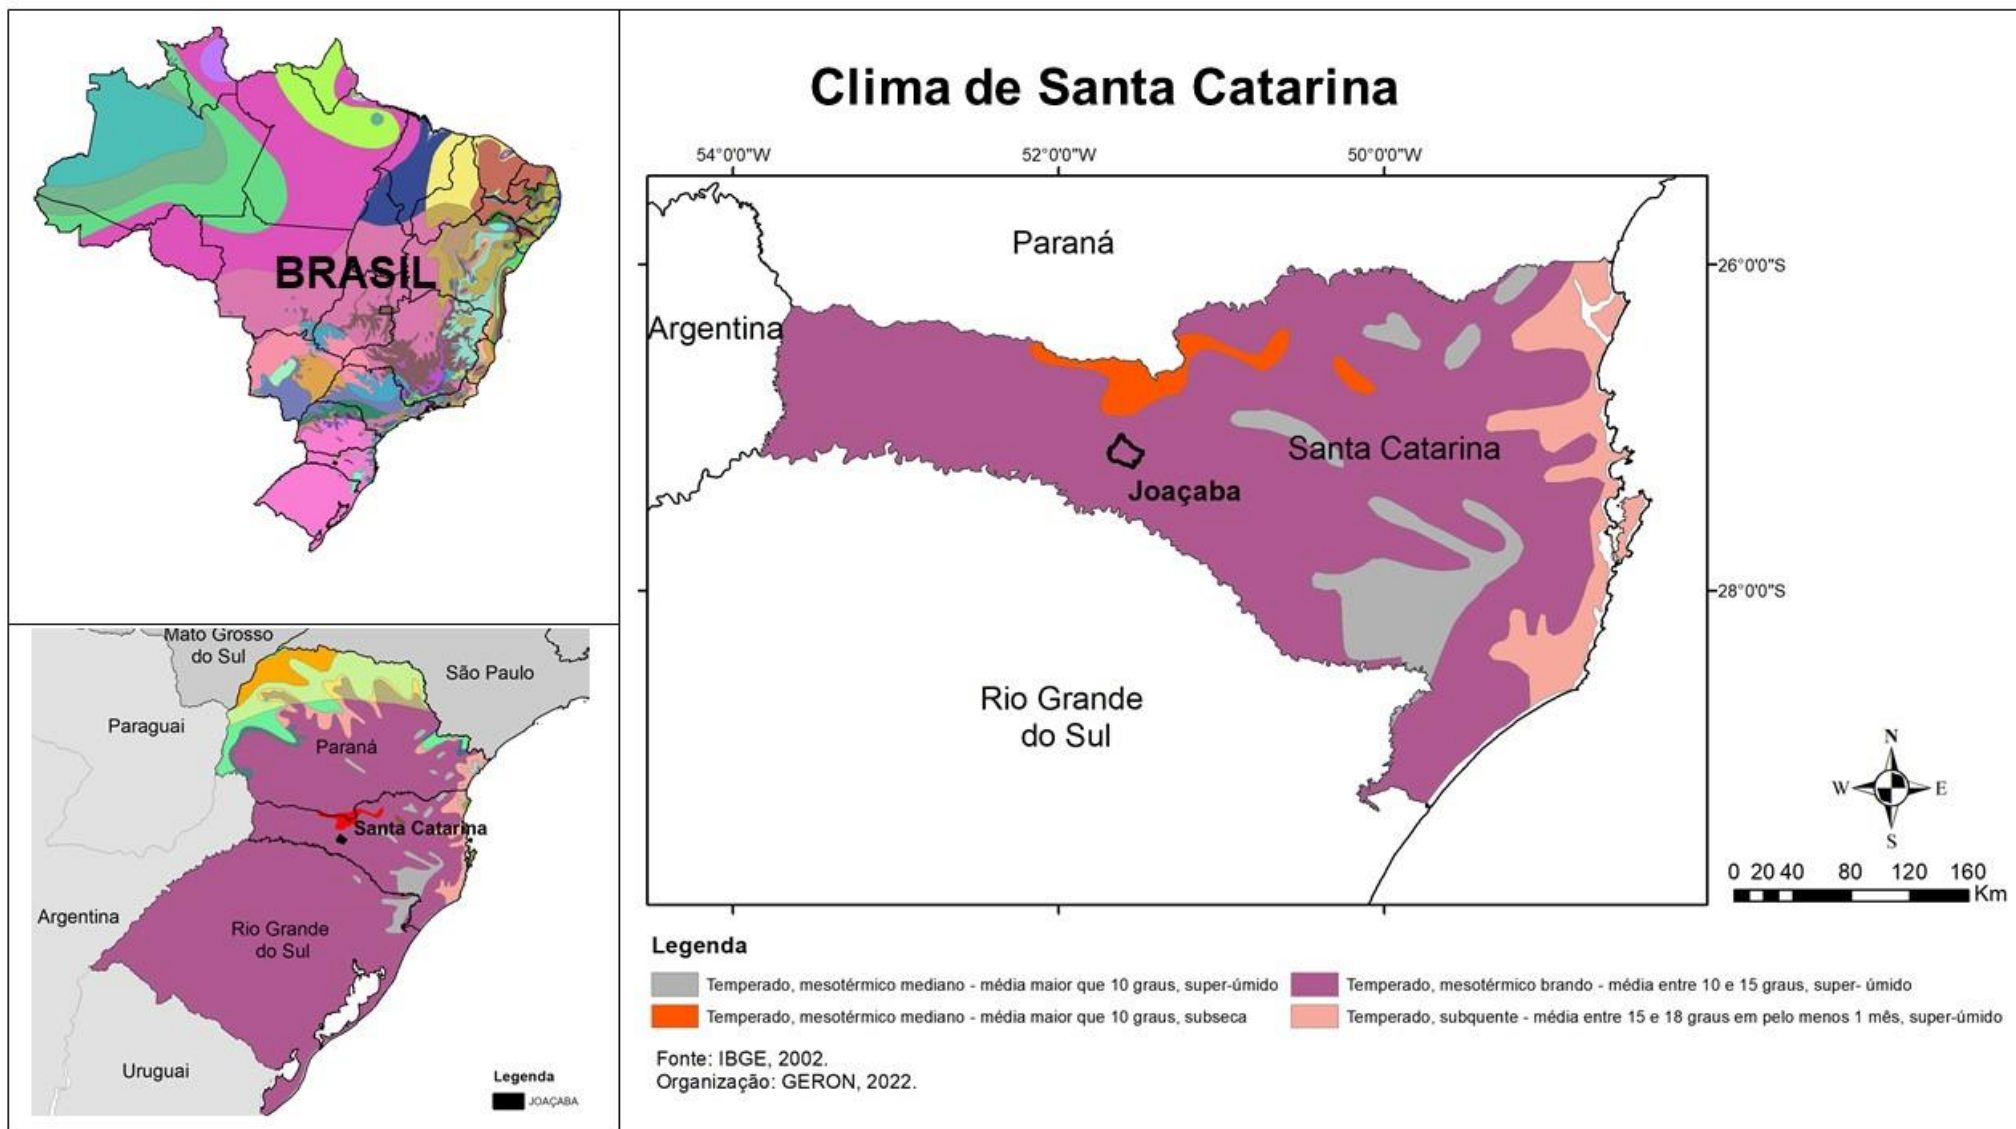 BRASIL
Mato Grosso
do Sul
São Paulo
Paraguai
Paraná
Santa Catarina
Argentina
Rio Grande
do Sul
Uruguai
Legenda
JOAÇABA
Clima de Santa Catarina
54°0'0"W
52°0'0"W
50°0'0"W
Paraná
26°0'0"S
Argentina
Santa Catarina
Joaçaba
28°0'0"S
Rio Grande
do Sul
N
W
E
S
0 20 40 80 120 160
Km
Legenda
Temperado, mesotérmico mediano - média maior que 10 graus, super-úmido
Temperado, mesotérmico brando - média entre 10 e 15 graus, super- úmido
Temperado, mesotérmico mediano - média maior que 10 graus, subseca
Temperado, subquente - média entre 15 e 18 graus em pelo menos 1 mês, super-úmido
Fonte: IBGE, 2002.
Organização: GERON, 2022.